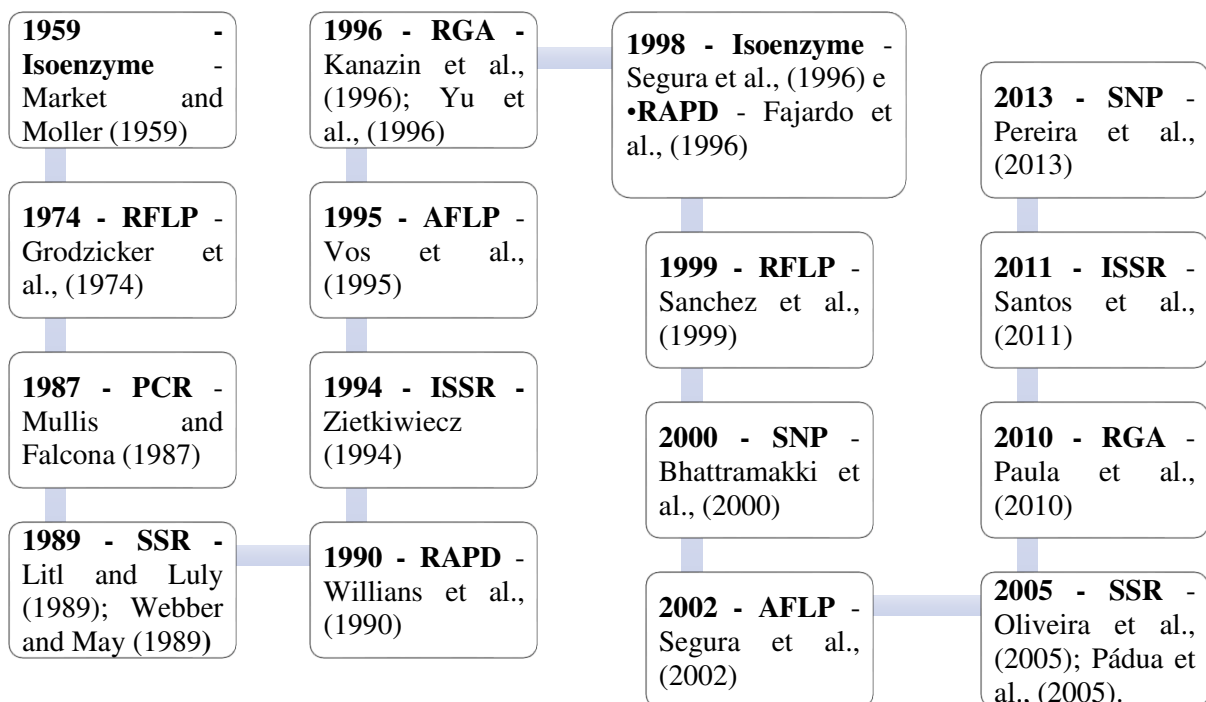 1959 -
Isoenzyme -
Market and
Moller (1959)
1974 - RFLP -
Grodzicker et
al., (1974)
1987 - PCR -
Mullis and
Falcona (1987)
1989 - SSR -
Litl and Luly
(1989); Webber
and May (1989)
1990 - RAPD -
Willians et al.,
(1990)
1994 - ISSR -
Zietkiwiecz
(1994)
1995 - AFLP -
Vos et al.,
(1995)
1996 - RGA -
Kanazin et al.,
(1996); Yu et
al., (1996)
1998 - Isoenzyme -
Segura et al., (1996) e
•RAPD - Fajardo et
al., (1996)
1999 - RFLP -
Sanchez et al.,
(1999)
2000 - SNP -
Bhattramakki et
al., (2000)
2002 - AFLP -
Segura et al.,
(2002)
2005 - SSR -
Oliveira et al.,
(2005); Pádua et
al., (2005).
2010 - RGA -
Paula et al.,
(2010)
2011 - ISSR -
Santos et al.,
(2011)
2013 - SNP -
Pereira et al.,
(2013)